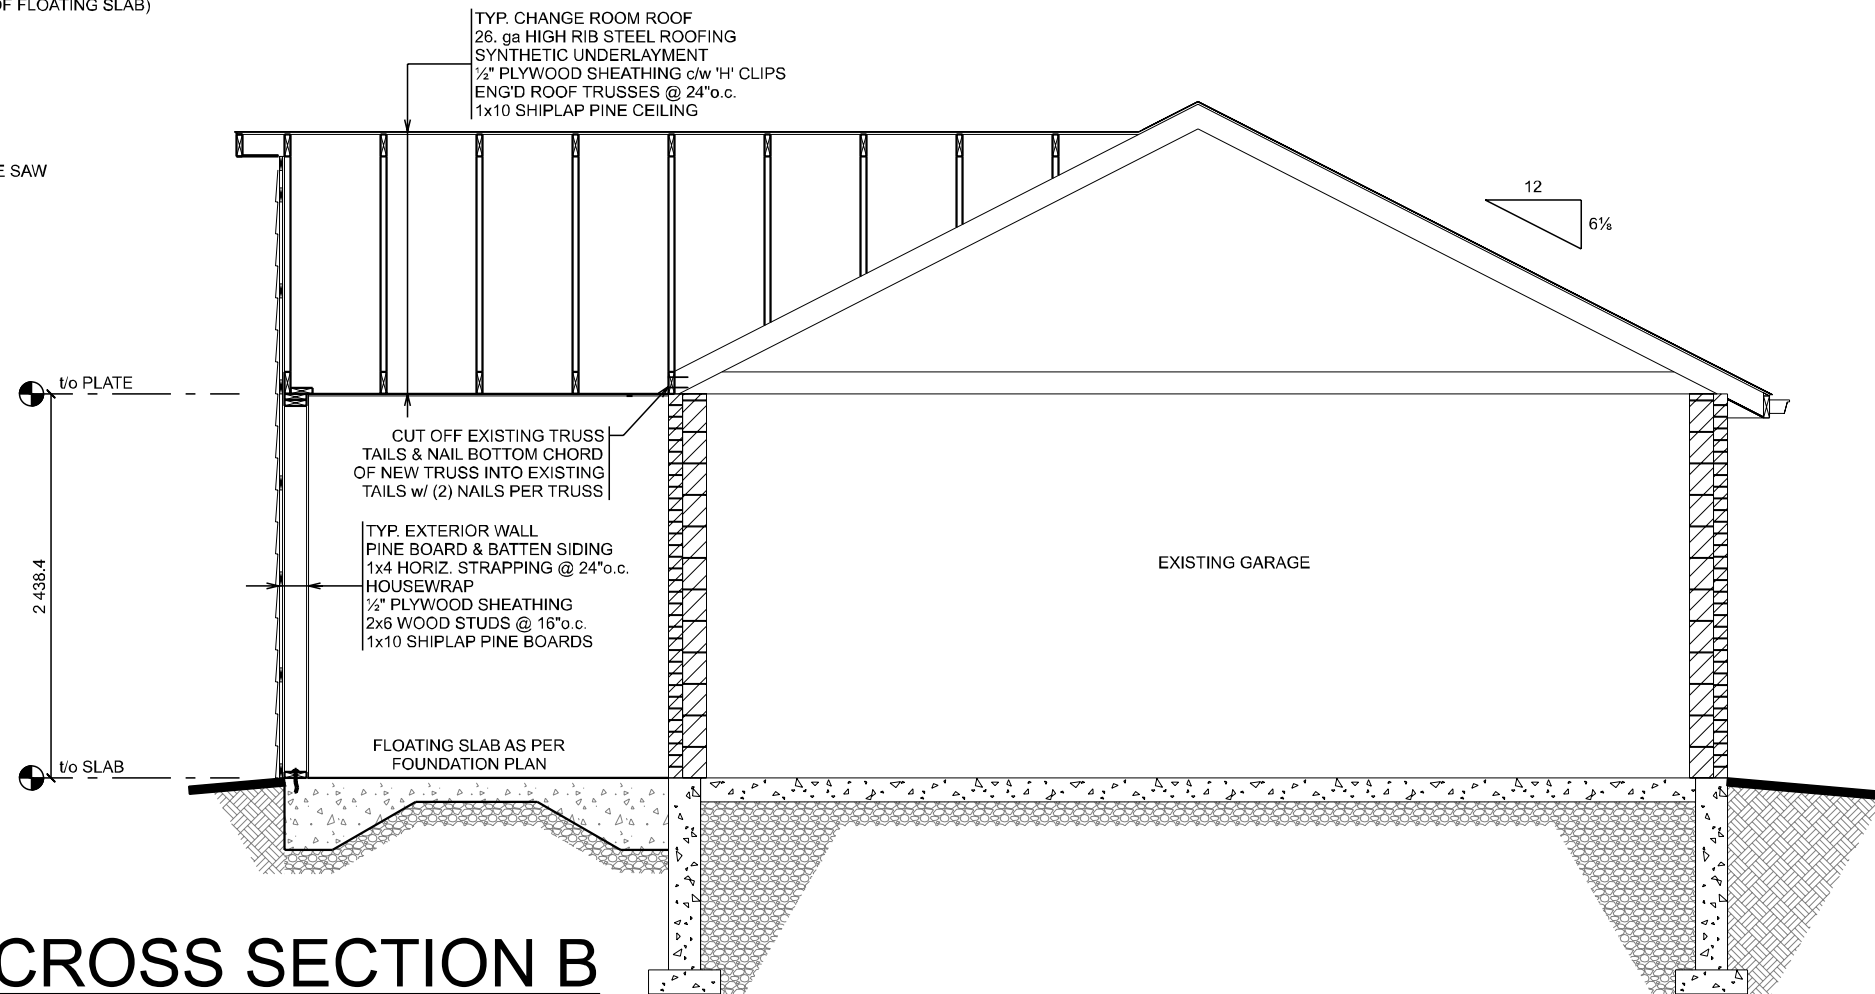 OF FLOATING SLAB)
TYP. CHANGE ROOM ROOF
26. ga HIGH RIB STEEL ROOFING
SYNTHETIC UNDERLAYMENT
½" PLYWOOD SHEATHING c/w 'H' CLIPS
ENG'D ROOF TRUSSES @ 24"o.c.
1x10 SHIPLAP PINE CEILING
E SAW
12
6⅛
t/o PLATE
CUT OFF EXISTING TRUSS
TAILS & NAIL BOTTOM CHORD
OF NEW TRUSS INTO EXISTING
TAILS w/ (2) NAILS PER TRUSS
TYP. EXTERIOR WALL
PINE BOARD & BATTEN SIDING
1x4 HORIZ. STRAPPING @ 24"o.c.
HOUSEWRAP
½" PLYWOOD SHEATHING
2x6 WOOD STUDS @ 16"o.c.
1x10 SHIPLAP PINE BOARDS
2 438.4
EXISTING GARAGE
FLOATING SLAB AS PER
FOUNDATION PLAN
t/o SLAB
CROSS SECTION B